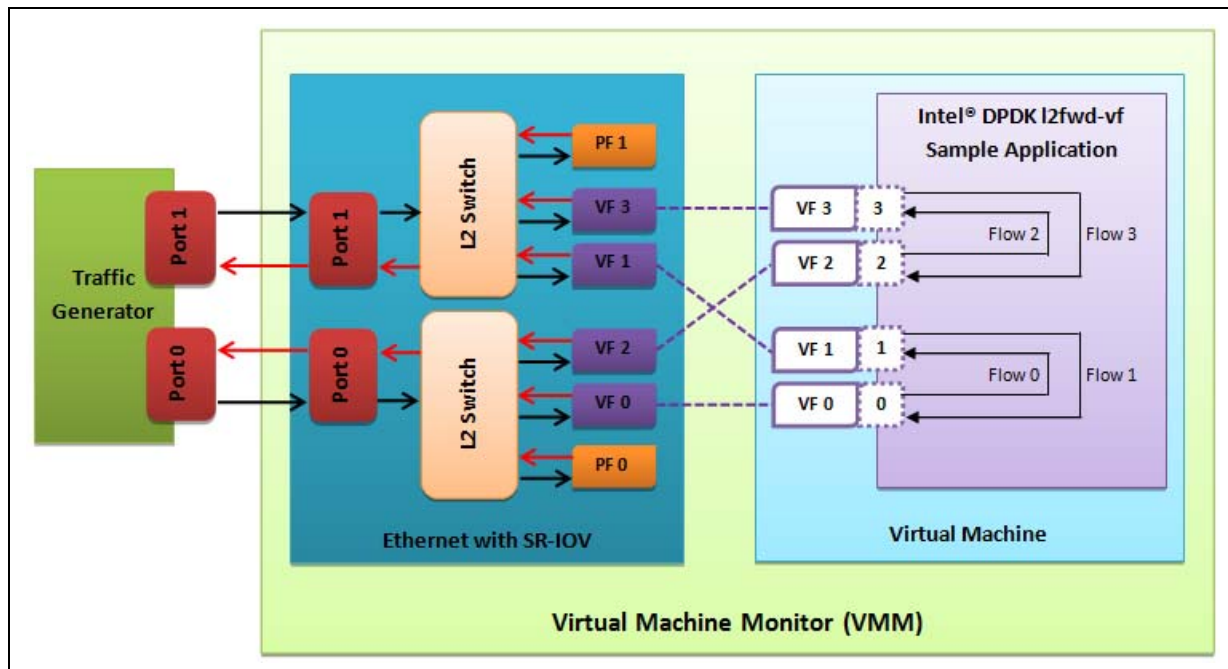 Traffic
Generator
Port 1
Port 0
Port 1
Port 0
L2 Switch
L2 Switch
PF 1
VF 3
VF 1
VF 2
VF 0
PF 0
Ethernet with SR-IOV
VF 3 3
VF 2 2
VF 1 1
VF 0 0
Intel® DPDK l2fwd-vf
Sample Application
Flow 2
Flow 3
Flow 0
Flow 1
Virtual Machine
Virtual Machine Monitor (VMM)